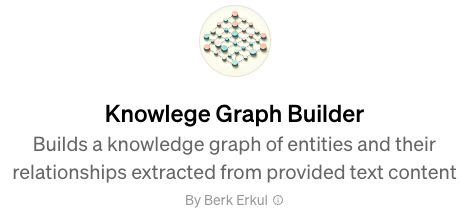 Knowlege Graph Builder
Builds a knowledge graph of entities and their
relationships extracted from provided text content
By Berk Erkul